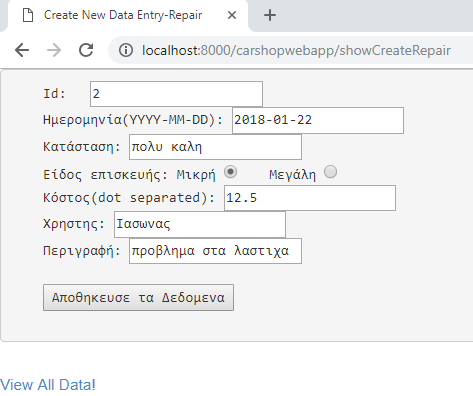 Create New Data Entry-Repair
localhost:8000/carshopwebapp/showCreateRepair
Id: 2
Ημερομηνία(YYYY-MM-DD): 2018-01-22
Κατάσταση: πολυ καλη
Είδος επισκευής: Μικρή Μεγάλη
Κόστος(dot separated): 12.5
Χρηστης: Ιασωνας
Περιγραφή: προβλημα στα λαστιχα
Αποθηκευσε τα Δεδομενα
View All Data!